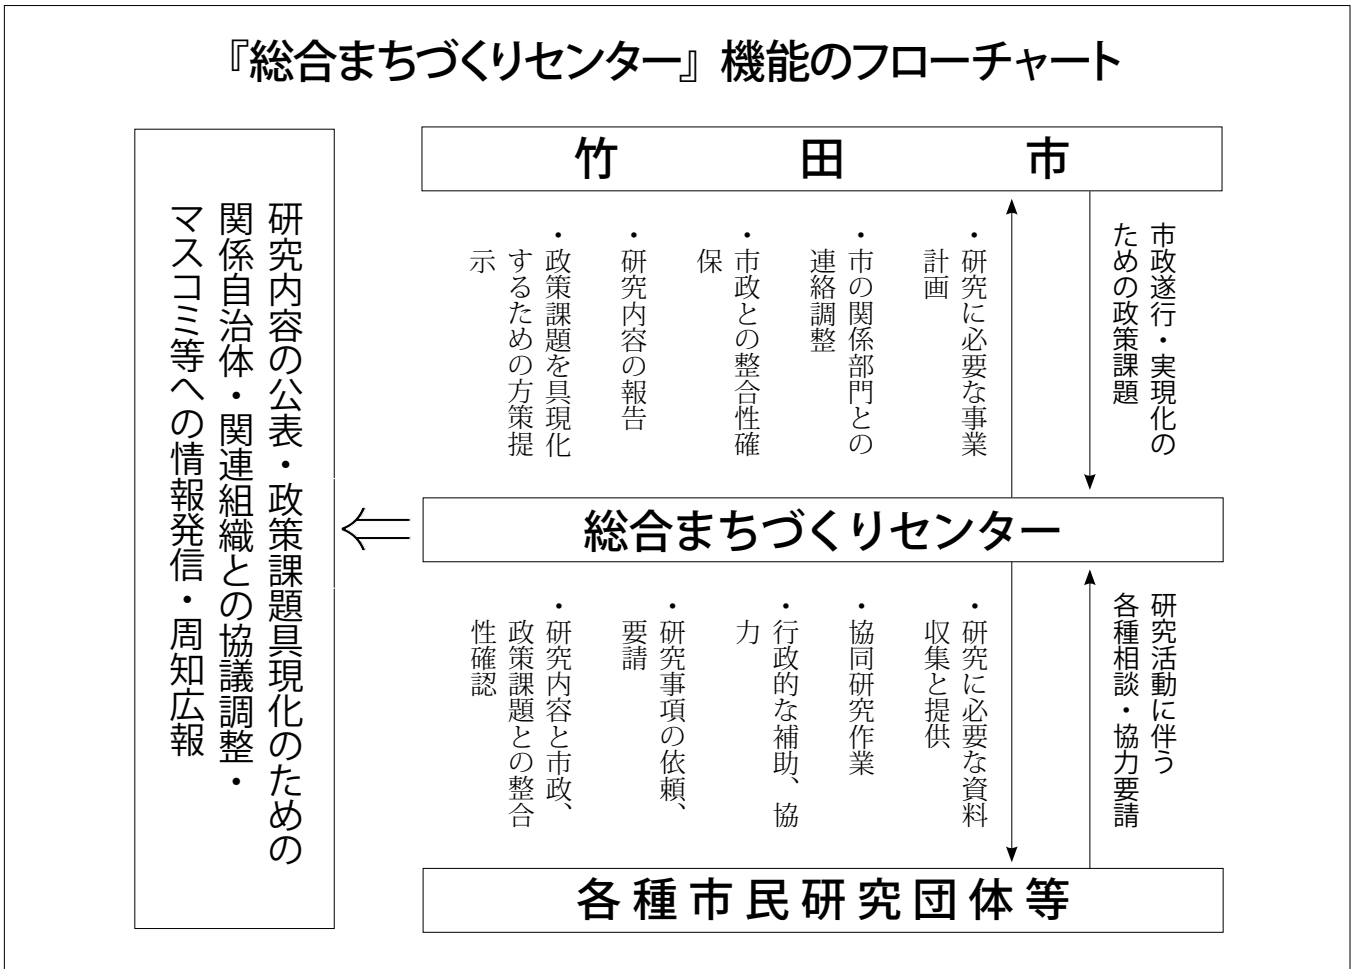 『総合まちづくりセンター』機能のフローチャート
竹田市
市政遂行・実現化の
ための政策課題
・研究に必要な事業
計画
・市の関係部門との
連絡調整
・市政との整合性確
保
・研究内容の報告
・政策課題を具現化
するための方策提
示
総合まちづくりセンター
研究活動に伴う
各種相談・協力要請
・研究に必要な資料
収集と提供
・協同研究作業
・行政的な補助、協
力
・研究事項の依頼、
要請
・研究内容と市政、
政策課題との整合
性確認
各種市民研究団体等
研究内容の公表・政策課題具現化のための
関係自治体・関連組織との協議調整・
マスコミ等への情報発信・周知広報